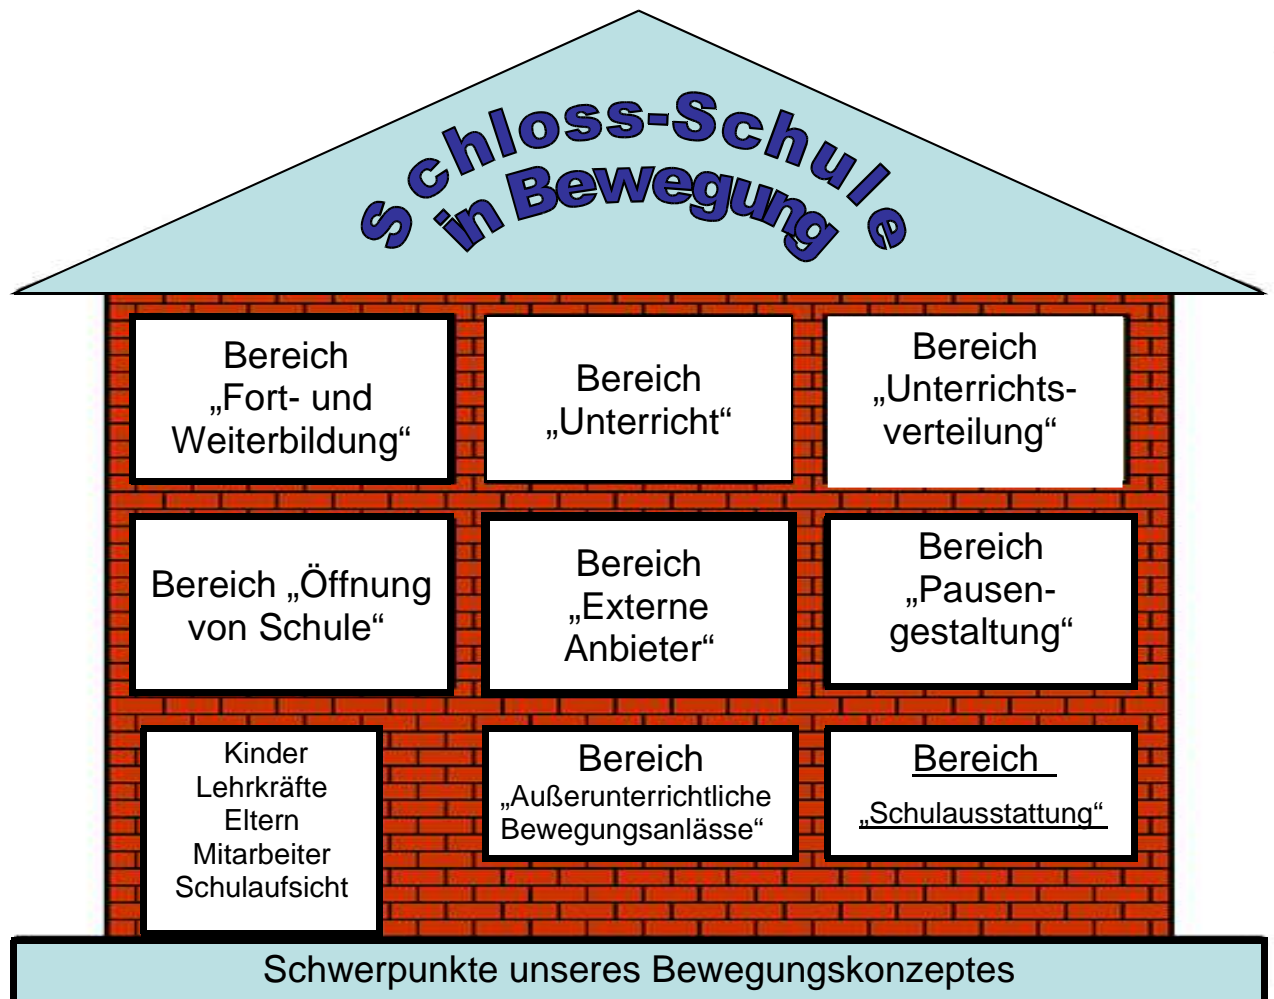 Schloss-Schule
in Bewegung
Bereich
„Fort- und
Weiterbildung“
Bereich
„Unterricht“
Bereich
„Unterrichts-
verteilung“
Bereich „Öffnung
von Schule“
Bereich
„Externe
Anbieter“
Bereich
„Pausen-
gestaltung“
Kinder
Lehrkräfte
Eltern
Mitarbeiter
Schulaufsicht
Bereich
„Außerunterrichtliche
Bewegungsanlässe“
Bereich
„Schulausstattung“
Schwerpunkte unseres Bewegungskonzeptes